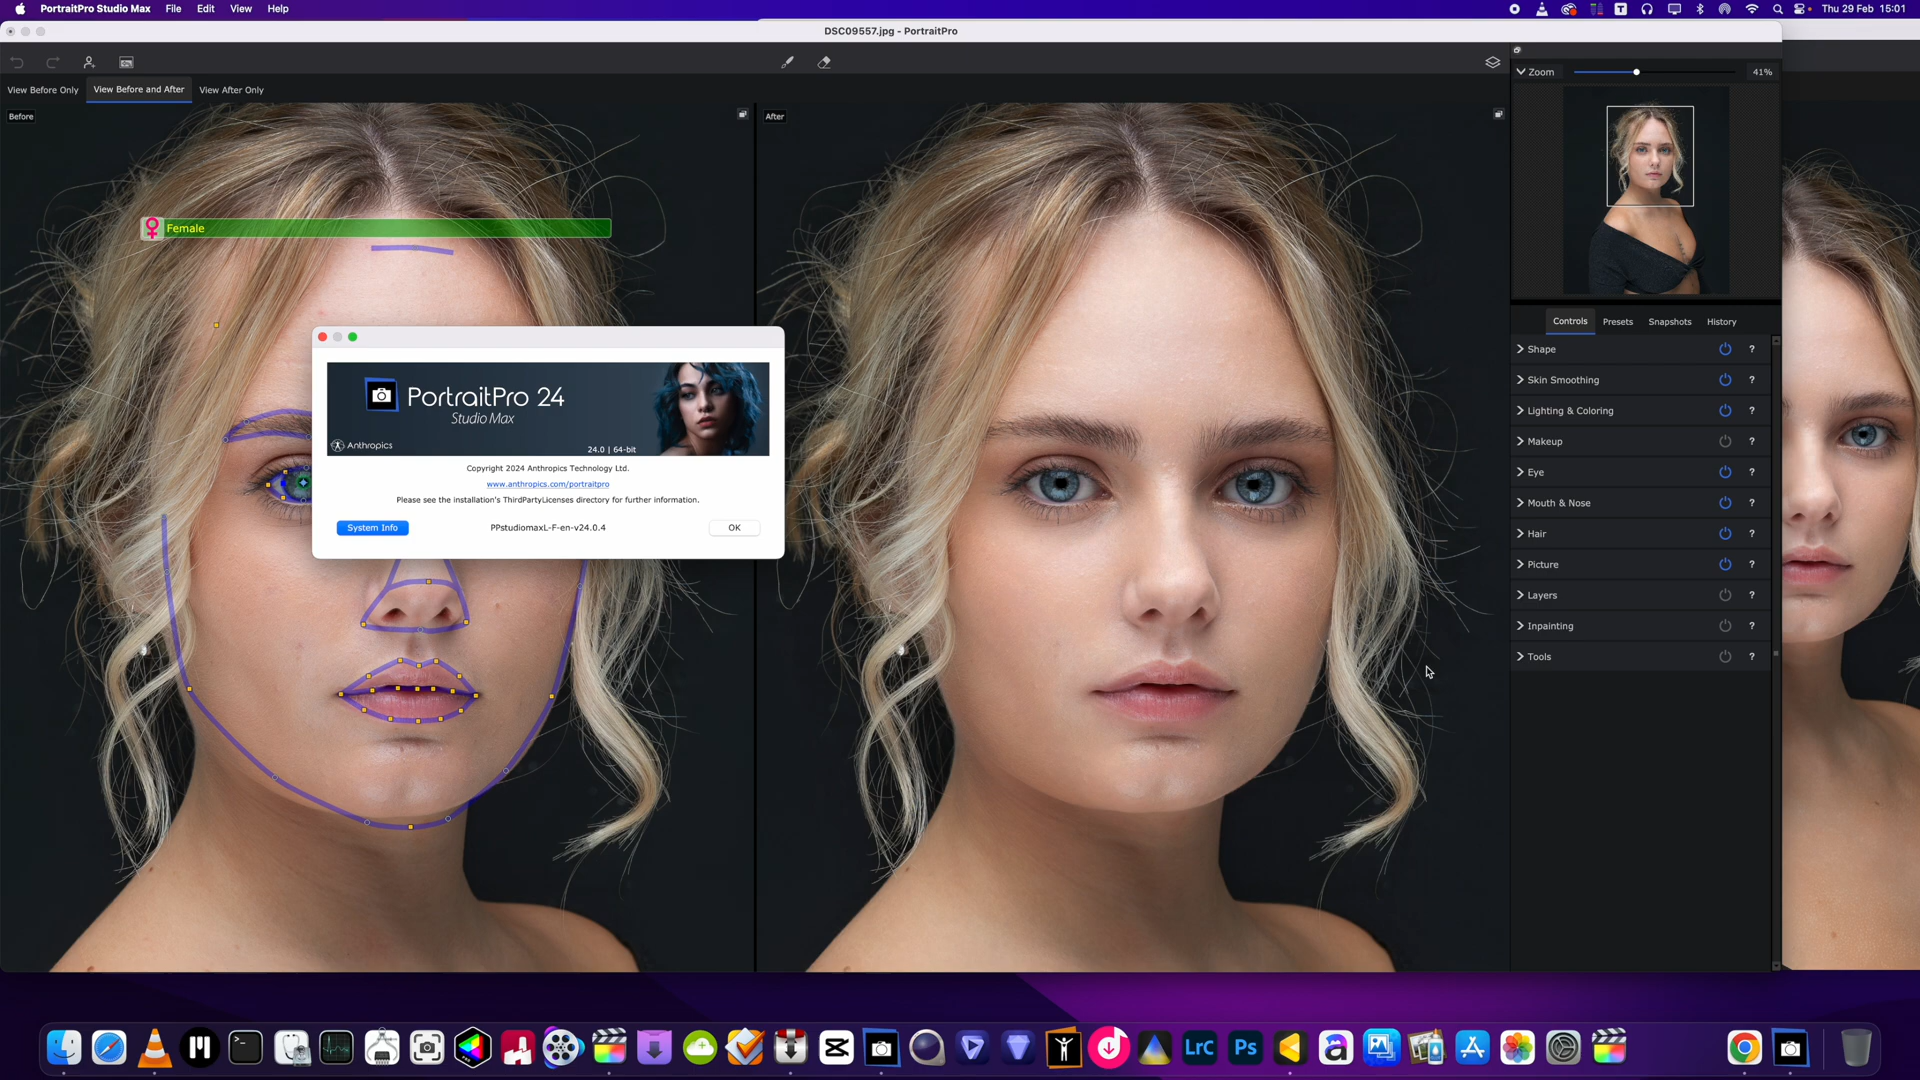 PortraitPro Studio Max File Edit View Help
T
Thu 29 Feb 15:01
DSC09557.jpg - PortraitPro
View Before Only View Before and After View After Only
Before
After
Female
PortraitPro 24
Studio Max
Anthropics
24.0 | 64-bit
Copyright 2024 Anthropics Technology Ltd.
www.anthropics.com/portraitpro
Please see the installation's ThirdPartyLicenses directory for further information.
System Info
PPstudiomaxL-F-en-v24.0.4
OK
Zoom
41%
Controls Presets Snapshots History
Shape ?
Skin Smoothing ?
Lighting & Coloring ?
Makeup ?
Eye ?
Mouth & Nose ?
Hair ?
Picture ?
Layers ?
Inpainting ?
Tools ?
LrC
Ps
a